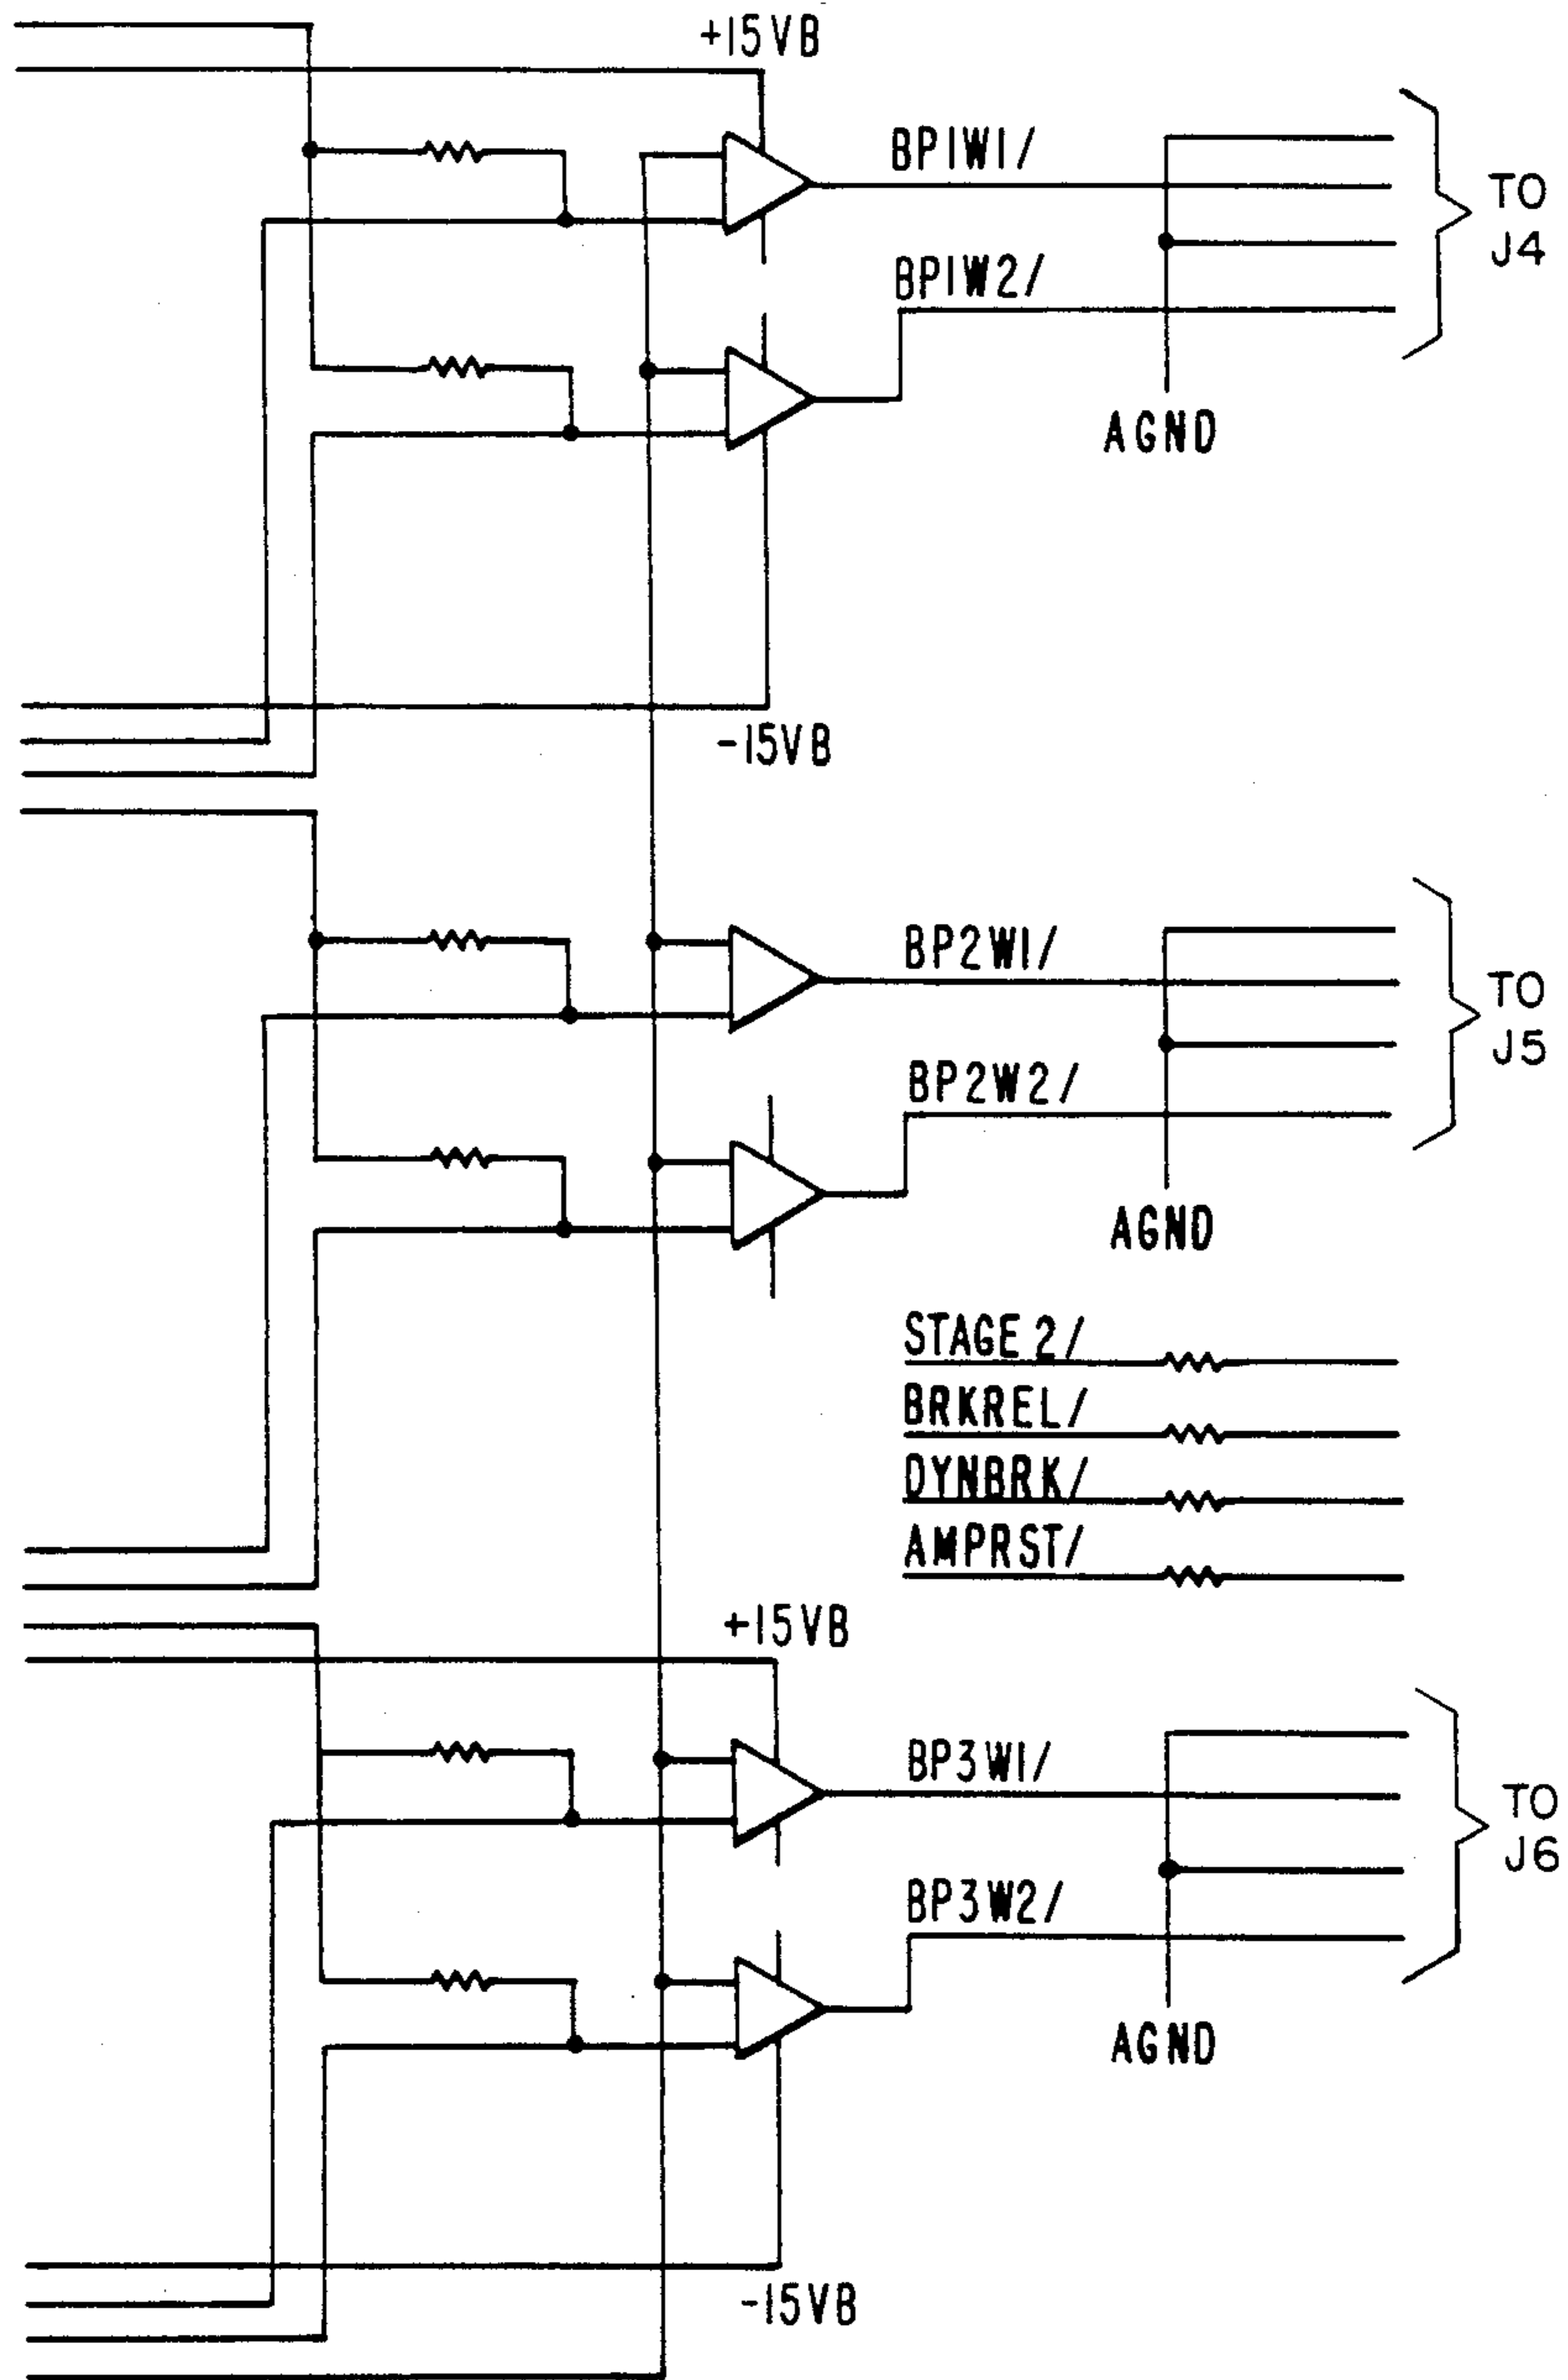 +15VB
BP1W1/
TO
J4
BP1W2/
AGND
-15VB
BP2W1/
TO
J5
BP2W2/
AGND
STAGE 2/
BRKREL/
DYNBRK/
AMPRST/
+15VB
BP3W1/
TO
J6
BP3W2/
AGND
-15VB